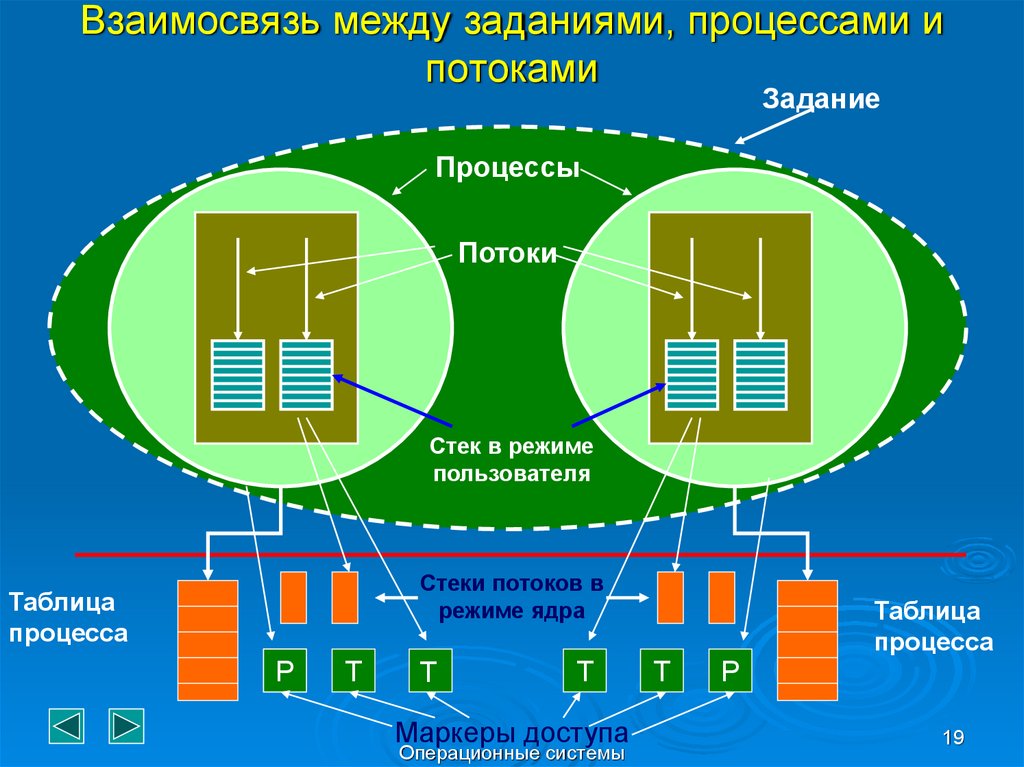 Взаимосвязь между заданиями, процессами и
потоками
Задание
Процессы
Потоки
Стек в режиме
пользователя
Стеки потоков в
режиме ядра
Таблица
процесса
Таблица
процесса
P T T T T P
Маркеры доступа
Операционные системы
19